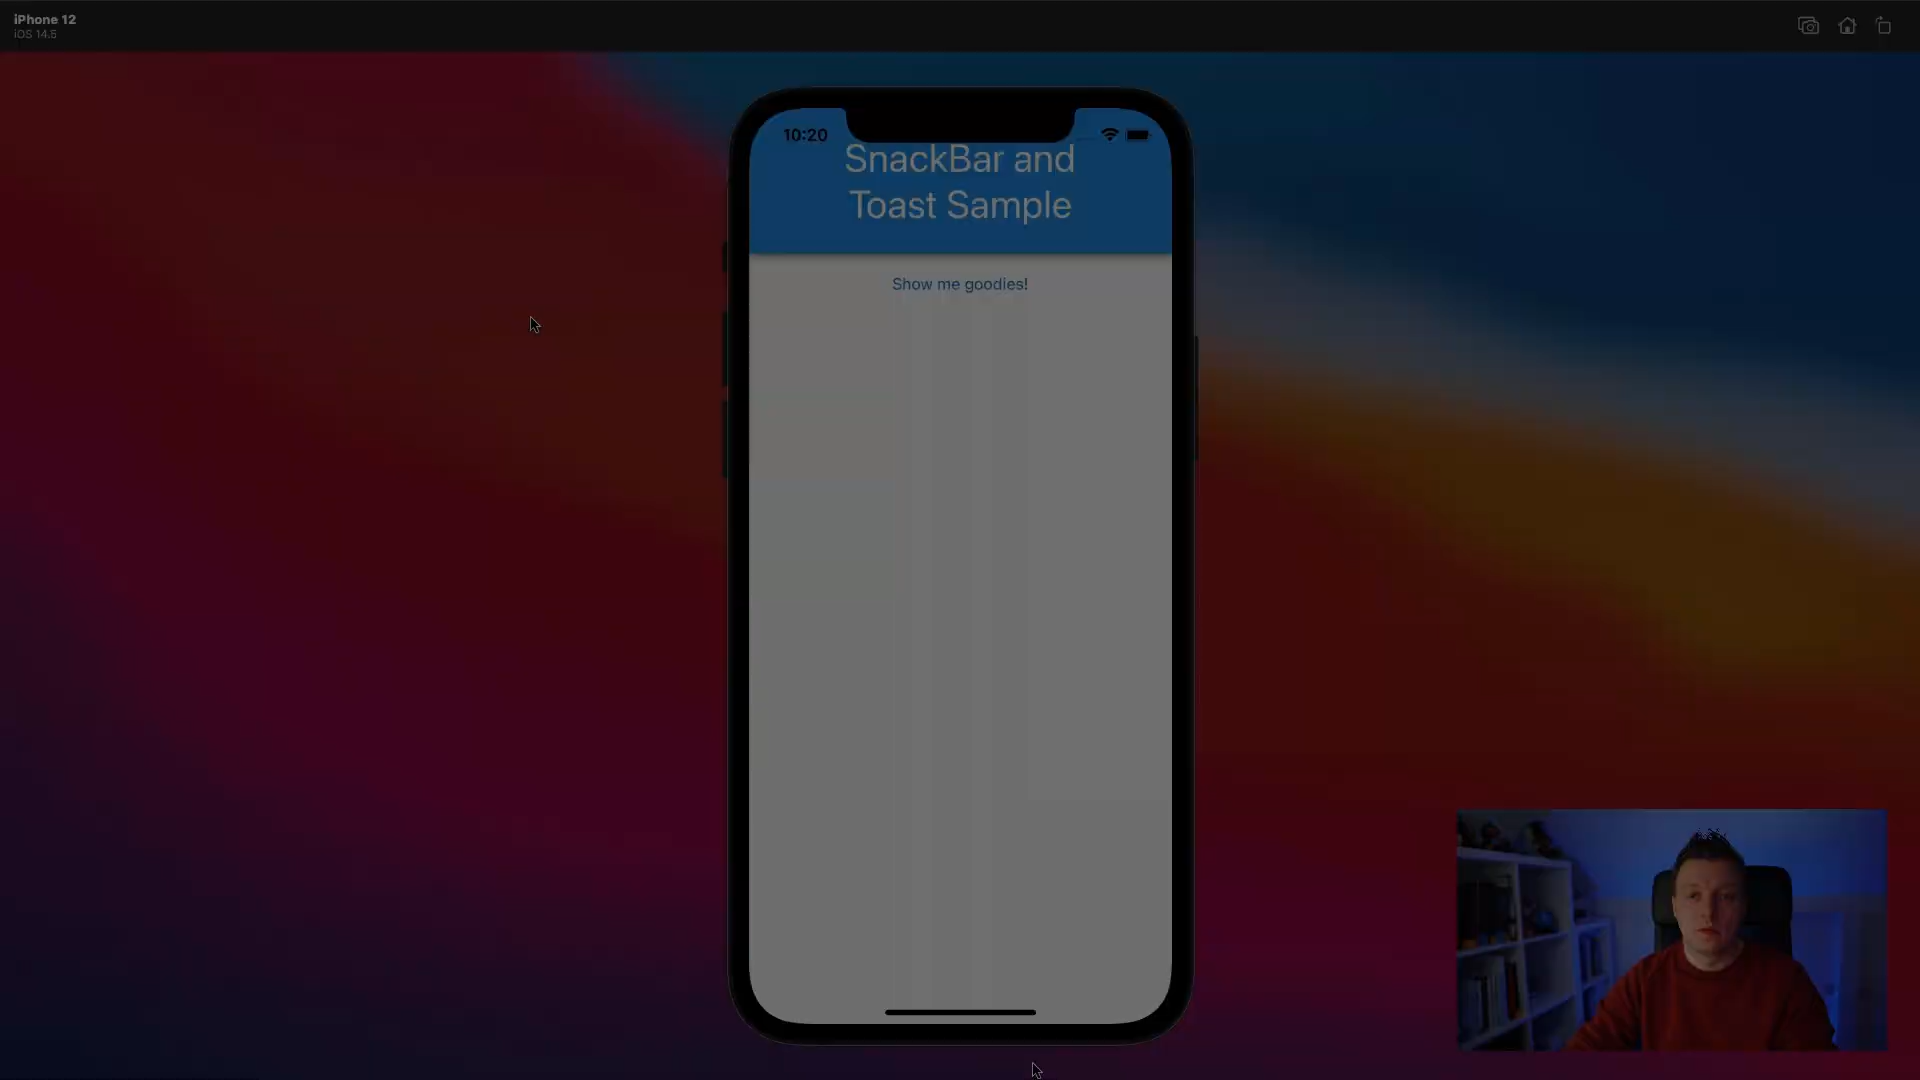 iPhone 12
iOS 14.5
10:20
SnackBar and
Toast Sample
Show me goodies!